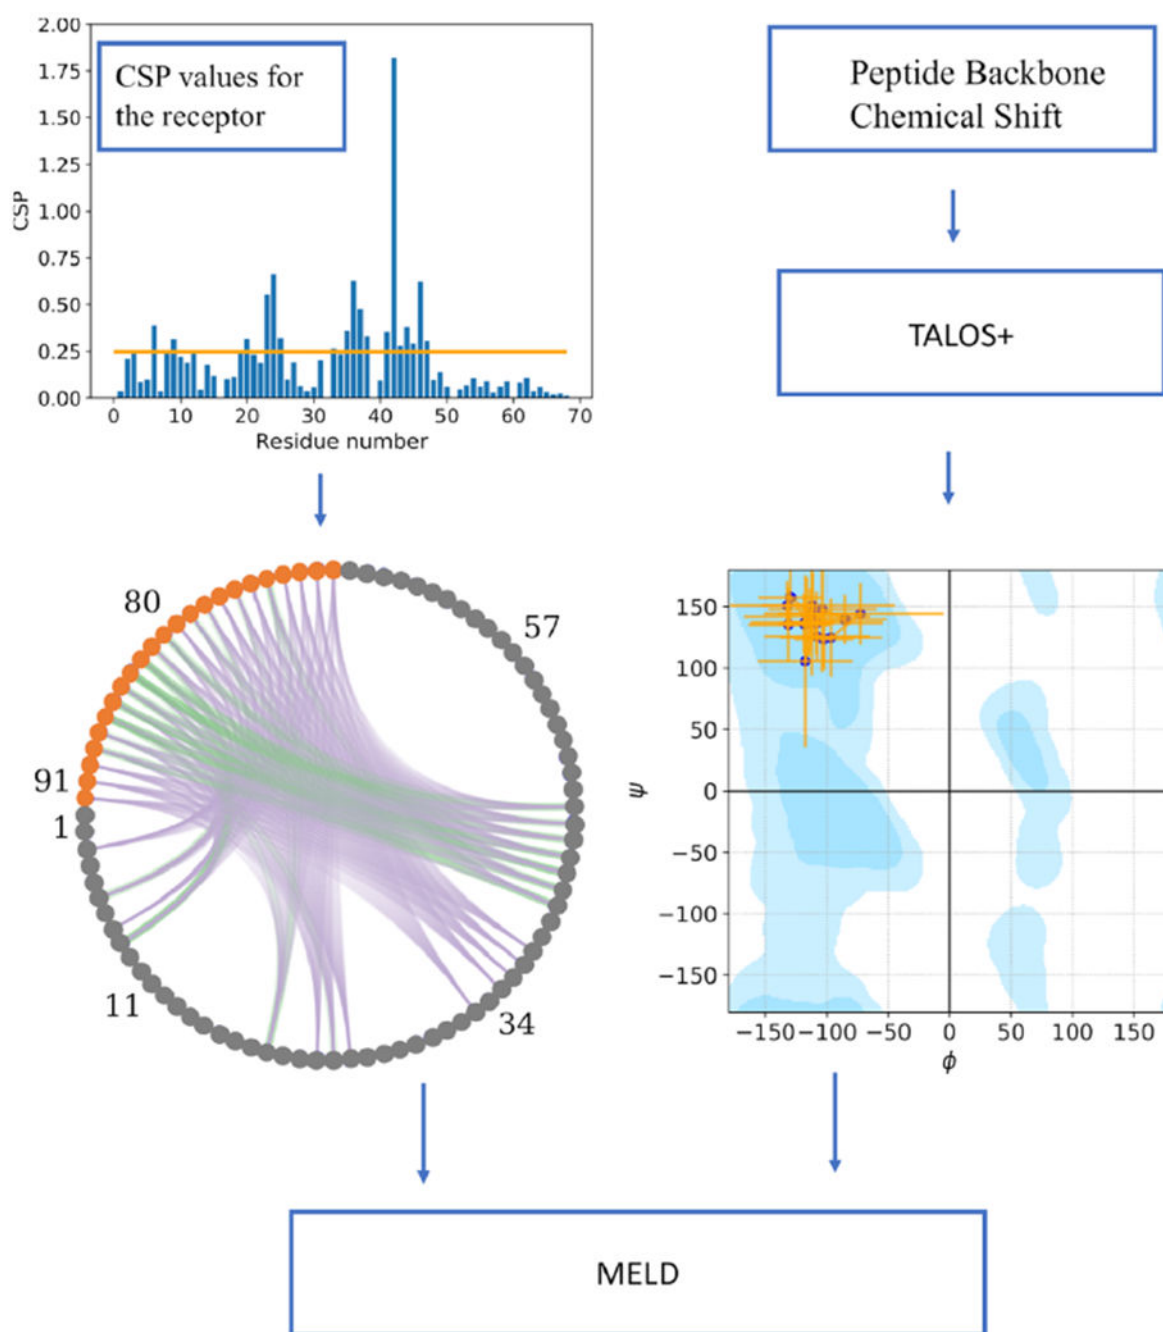 2.00
1.75
1.50
1.25
1.00
0.75
0.50
0.25
0.00
CSP
CSP values for
the receptor
0 10 20 30 40 50 60 70
Residue number
Peptide Backbone
Chemical Shift
TALOS+
80
57
91
1
11
34
150
100
50
0
−50
−100
−150
ψ
−150 −100 −50 0 50 100 150
ϕ
MELD